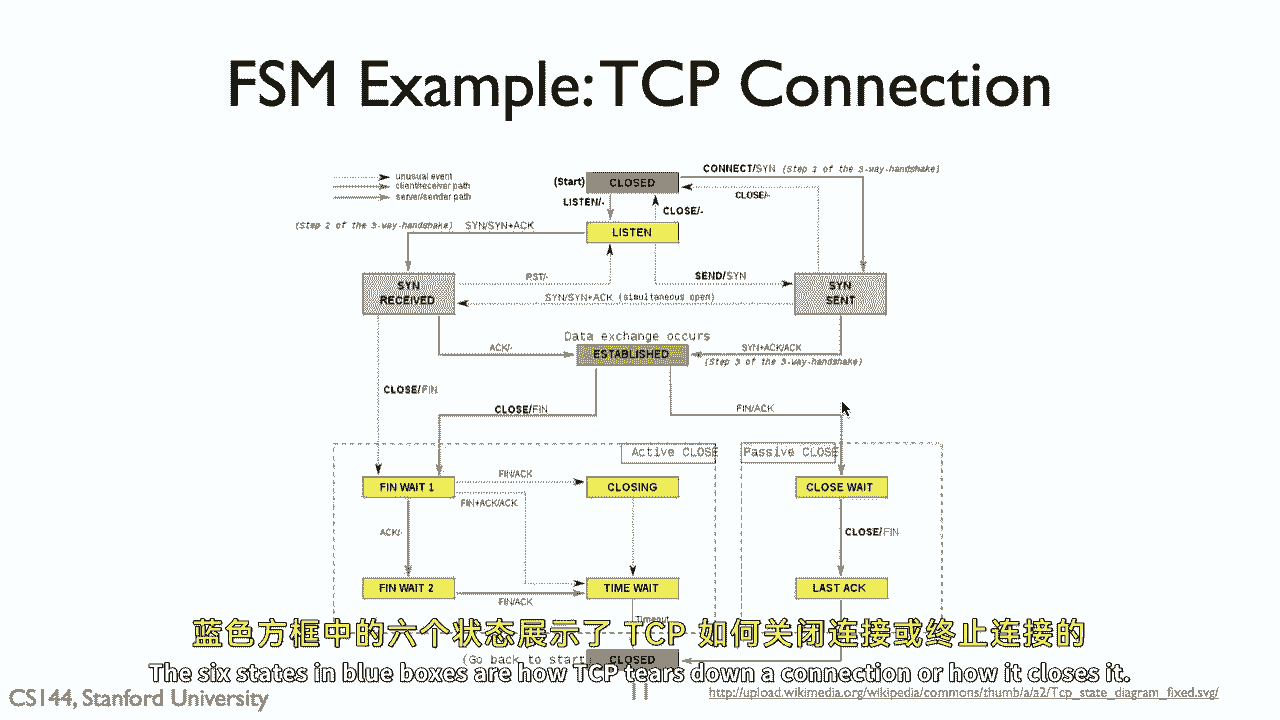 FSM Example: TCP Connection
unusual event
client/receiver path
server/sender path
(Start)
CLOSED
CONNECT/SYN (Step 1 of the 3-way-handshake)
CLOSE/-
LISTEN/-
CLOSE/-
(Step 2 of the 3-way-handshake) SYN/SYN+ACK
LISTEN
RST/-
SEND/SYN
SYN
RECEIVED
SYN/SYN+ACK (simultaneous open)
SYN
SENT
Data exchange occurs
ACK/-
ESTABLISHED
SYN+ACK/ACK
(Step 3 of the 3-way-handshake)
CLOSE/FIN
CLOSE/FIN
FIN/ACK
Active CLOSE
Passive CLOSE
FIN WAIT 1
FIN/ACK
CLOSING
CLOSE WAIT
FIN+ACK/ACK
ACK/-
CLOSE/FIN
FIN WAIT 2
FIN/ACK
TIME WAIT
LAST ACK
Timeout
蓝色方框中的六个状态展示了 TCP 如何关闭连接或终止连接的
(Go back to start)
CLOSED
The six states in blue boxes are how TCP tears down a connection or how it closes it.
CS144, Stanford University
http://upload.wikimedia.org/wikipedia/commons/thumb/a/a2/Tcp_state_diagram_fixed.svg/